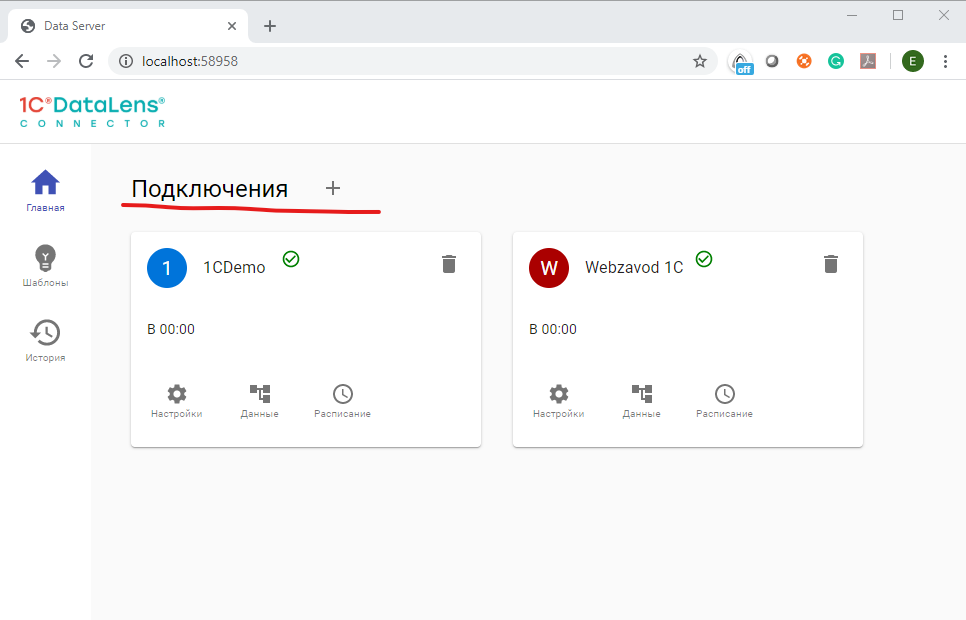 Data Server
localhost:58958
off
G
E
1C®DataLens®
CONNECTOR
Главная
Шаблоны
История
Подключения
1
1CDemo
В 00:00
Настройки
Данные
Расписание
W
Webzavod 1C
В 00:00
Настройки
Данные
Расписание